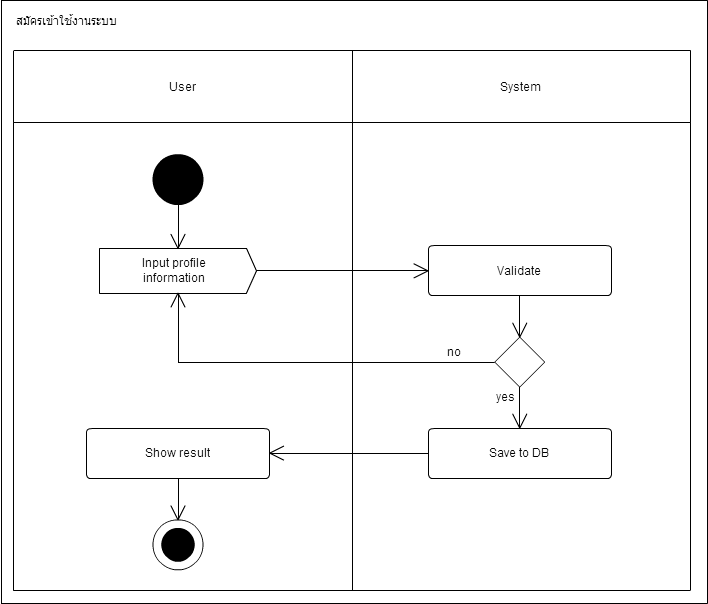 สมัครเข้าใช้งานระบบ
User
System
Input profile
information
Validate
no
yes
Show result
Save to DB